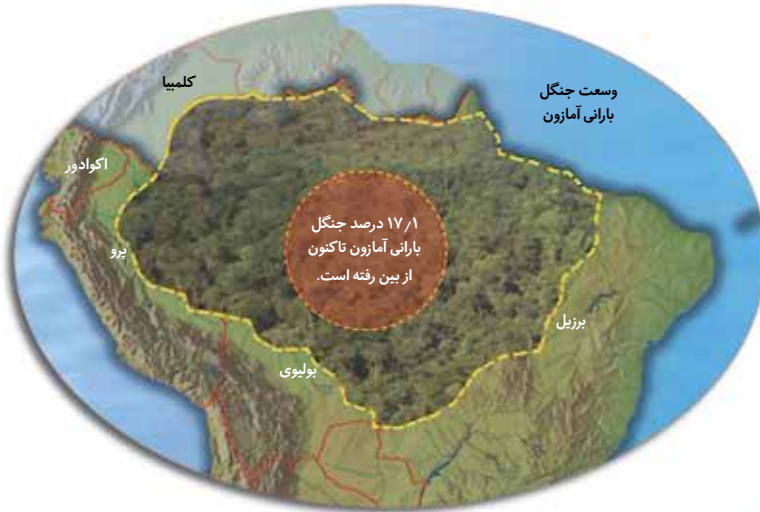 کلمبیا
وسعت جنگل
بارانی آمازون
اکوادور
۱۷٫۱ درصد جنگل
بارانی آمازون تاکنون
از بین رفته است.
پرو
برزیل
بولیوی